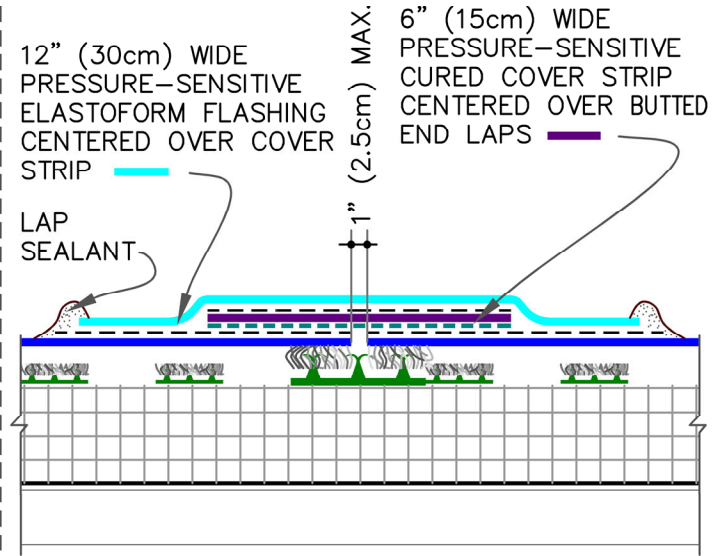 12” (30cm) WIDE
PRESSURE–SENSITIVE
ELASTOFORM FLASHING
CENTERED OVER COVER
STRIP
LAP
SEALANT
1” (2.5cm) MAX.
6” (15cm) WIDE
PRESSURE–SENSITIVE
CURED COVER STRIP
CENTERED OVER BUTTED
END LAPS